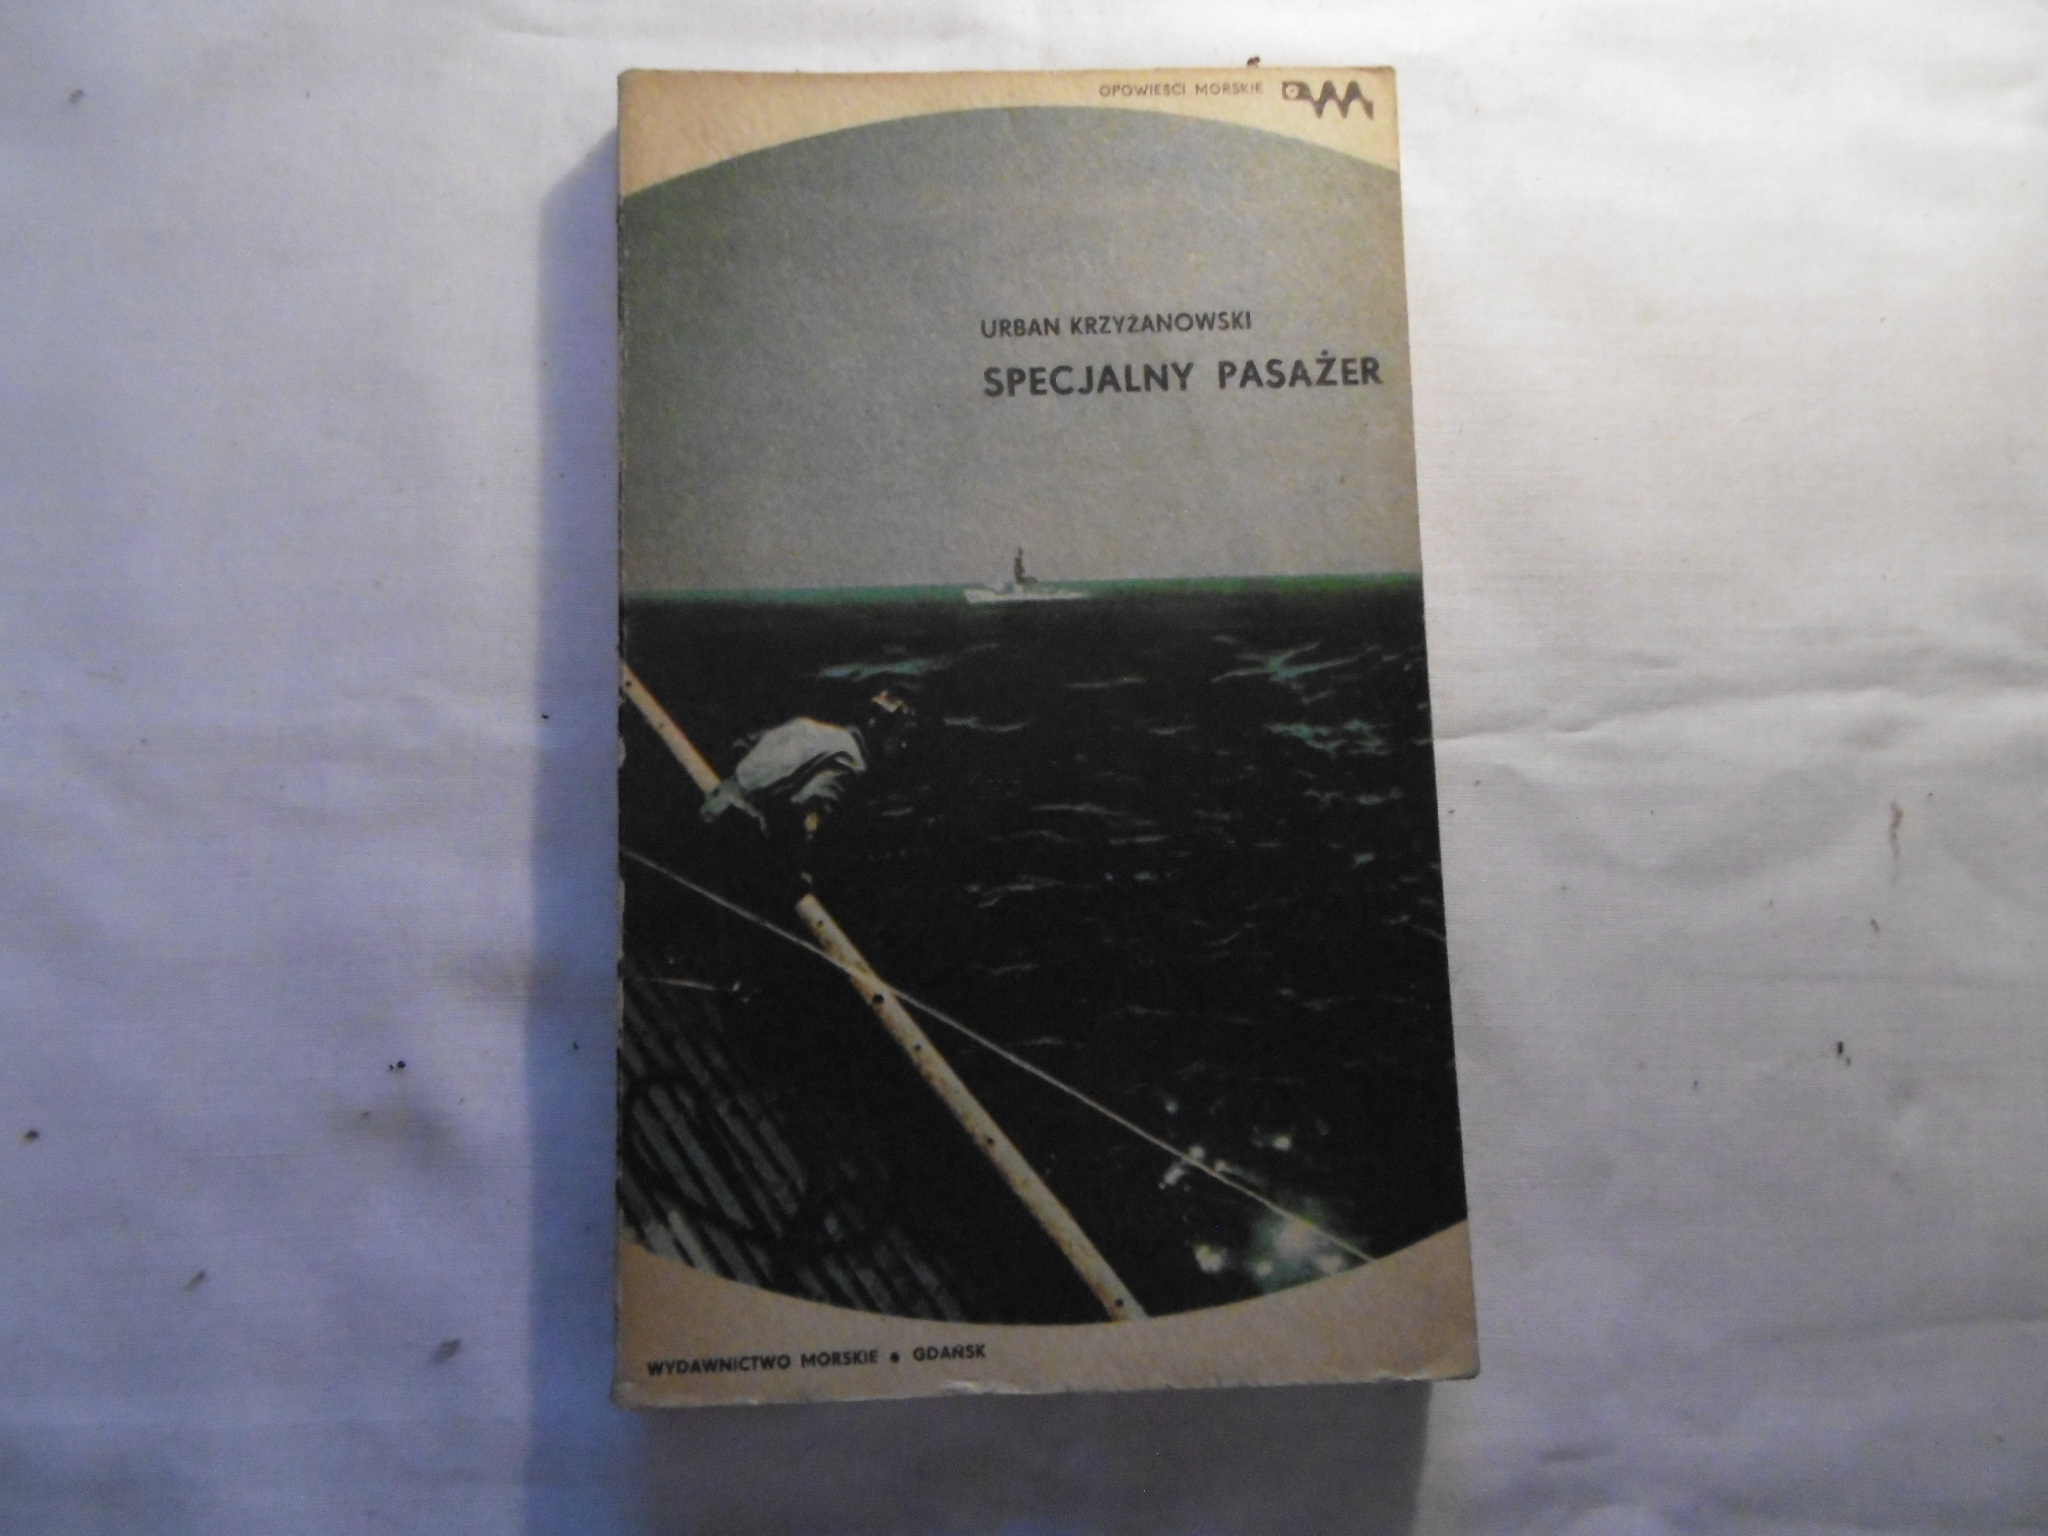 OPOWIEŚCI MORSKIE
URBAN KRZYŻANOWSKI
SPECJALNY PASAŻER
WYDAWNICTWO MORSKIE • GDAŃSK